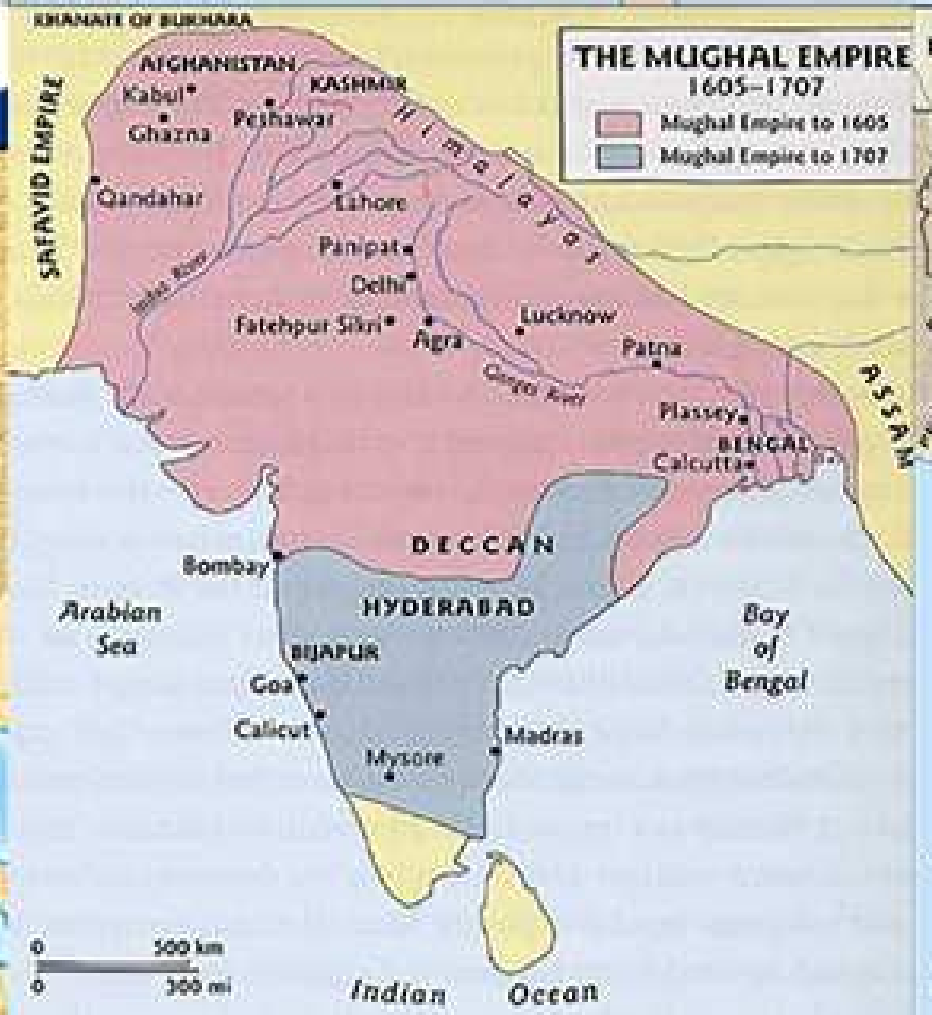 KHANATE OF BUKHARA
THE MUGHAL EMPIRE
1605–1707
Mughal Empire to 1605
Mughal Empire to 1707
SAFAVID EMPIRE
AFGHANISTAN
Kabul
Ghazna
KASHMIR
Peshawar
Himalayas
Qandahar
Lahore
Panipat
Delhi
Indus River
Fatehpur Sikri
Agra
Lucknow
Patna
Ganges River
ASSAM
Plassey
BENGAL
Calcutta
DECCAN
Bombay
HYDERABAD
Arabian
Sea
Bay
of
Bengal
BIJAPUR
Goa
Calicut
Madras
Mysore
0 500 km
0 300 mi
Indian Ocean